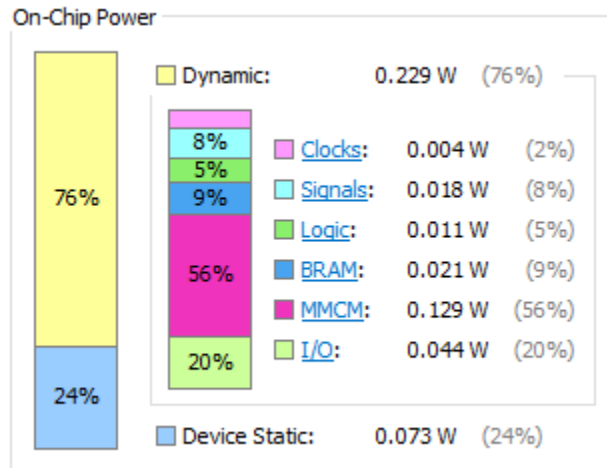 On-Chip Power
Dynamic: 0.229 W (76%)
76%
24%
8%
5%
9%
56%
20%
Clocks: 0.004 W (2%)
Signals: 0.018 W (8%)
Logic: 0.011 W (5%)
BRAM: 0.021 W (9%)
MMCM: 0.129 W (56%)
I/O: 0.044 W (20%)
Device Static: 0.073 W (24%)